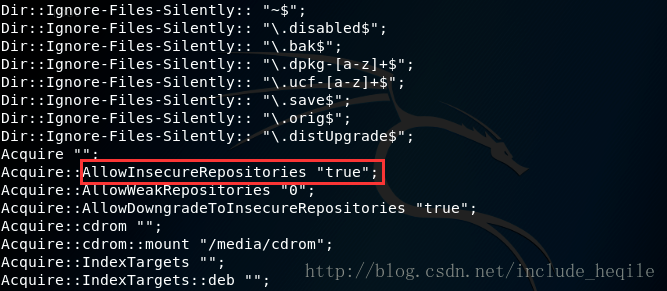 Dir::Ignore-Files-Silently:: "~$";
Dir::Ignore-Files-Silently:: "\.disabled$";
Dir::Ignore-Files-Silently:: "\.bak$";
Dir::Ignore-Files-Silently:: "\.dpkg-[a-z]+$";
Dir::Ignore-Files-Silently:: "\.ucf-[a-z]+$";
Dir::Ignore-Files-Silently:: "\.save$";
Dir::Ignore-Files-Silently:: "\.orig$";
Dir::Ignore-Files-Silently:: "\.distUpgrade$";
Acquire "";
Acquire::AllowInsecureRepositories "true";
Acquire::AllowWeakRepositories "0";
Acquire::AllowDowngradeToInsecureRepositories "true";
Acquire::cdrom "";
Acquire::cdrom::mount "/media/cdrom";
Acquire::IndexTargets "";
Acquire::IndexTargets::deb "";
http://blog.csdn.net/include_heqile